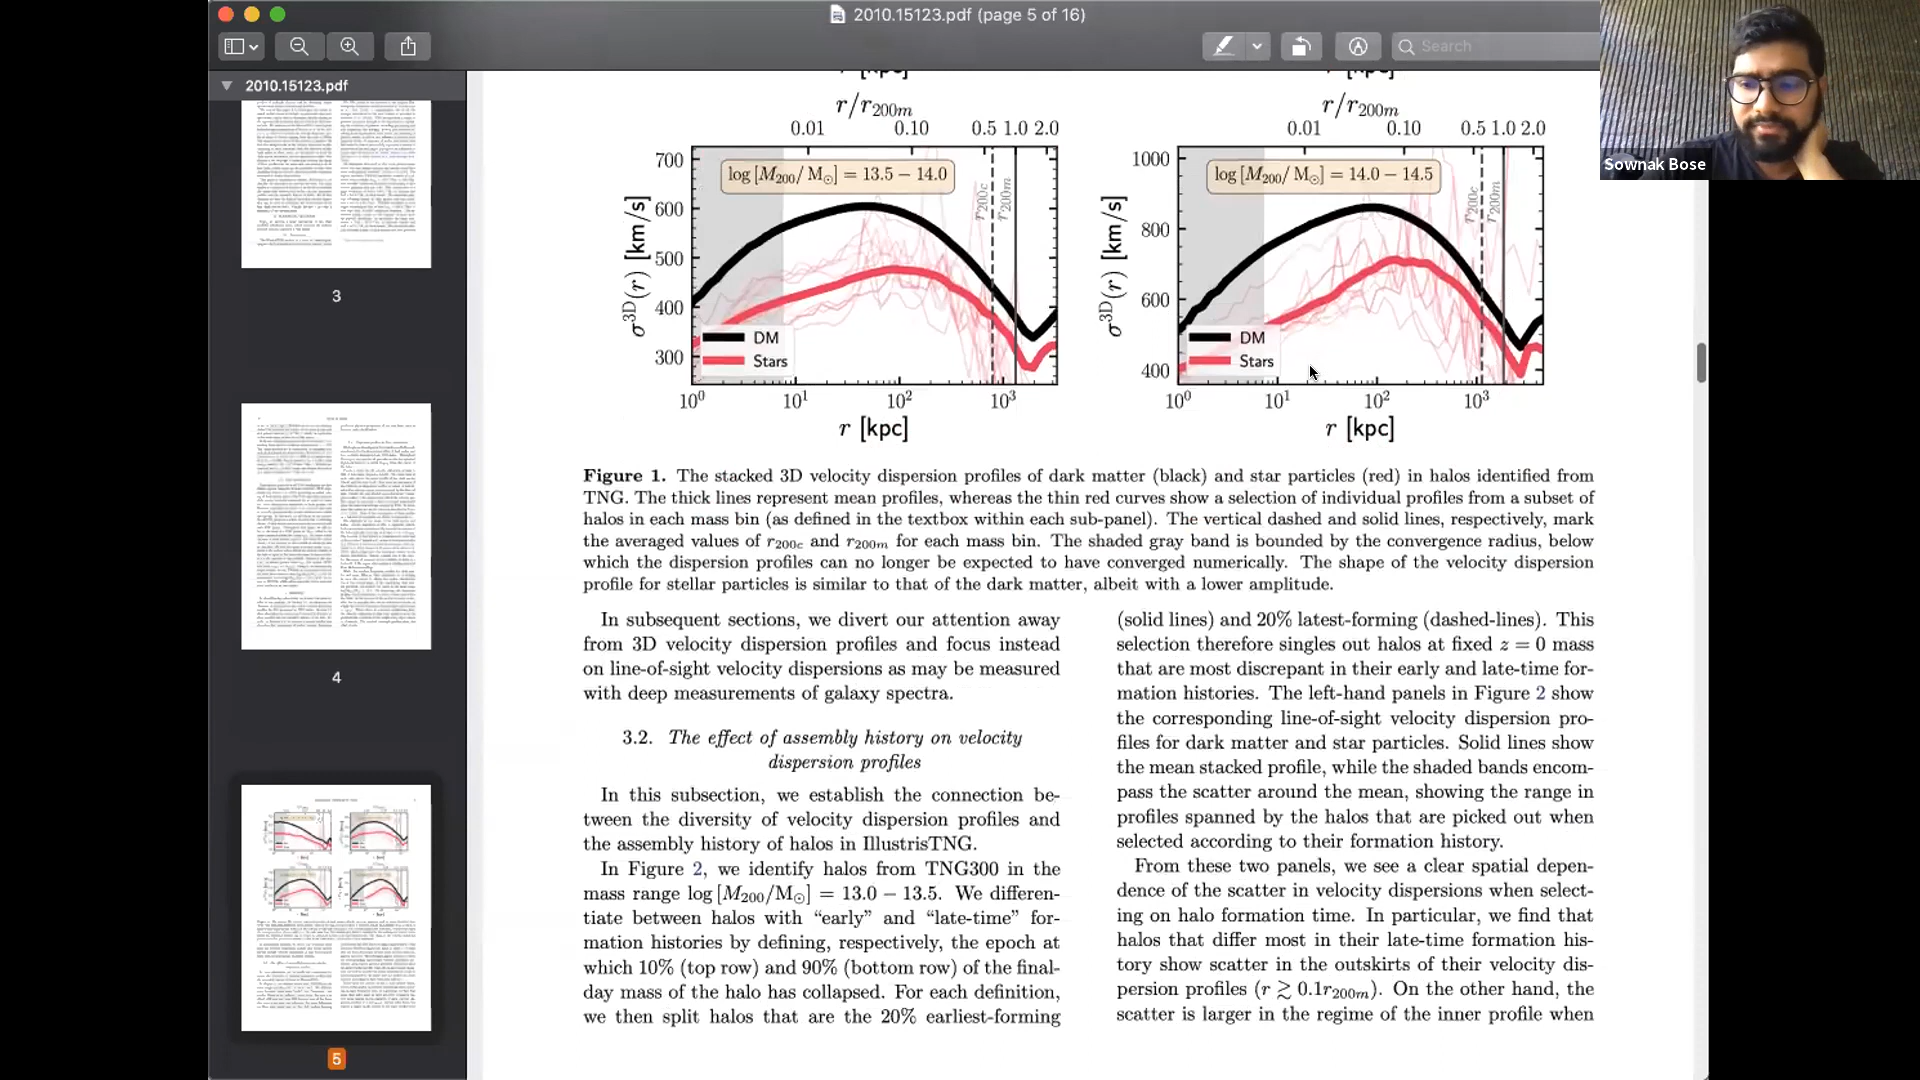 2010.15123.pdf (page 5 of 16)
Search
Sownak Bose
2010.15123.pdf
3
4
5
r [kpc]
r [kpc]
r/r200m
0.01 0.10 0.5 1.0 2.0
700
600
500
400
300
σ3D(r) [km/s]
log [M200/ M⊙] = 13.5 − 14.0
r200c
r200m
DM
Stars
10⁰ 10¹ 10² 10³
r [kpc]
r/r200m
0.01 0.10 0.5 1.0 2.0
1000
800
600
400
σ3D(r) [km/s]
log [M200/ M⊙] = 14.0 − 14.5
r200c
r200m
DM
Stars
10⁰ 10¹ 10² 10³
r [kpc]
Figure 1. The stacked 3D velocity dispersion profiles of dark matter (black) and star particles (red) in halos identified from
TNG. The thick lines represent mean profiles, whereas the thin red curves show a selection of individual profiles from a subset of
halos in each mass bin (as defined in the textbox within each sub-panel). The vertical dashed and solid lines, respectively, mark
the averaged values of r200c and r200m for each mass bin. The shaded gray band is bounded by the convergence radius, below
which the dispersion profiles can no longer be expected to have converged numerically. The shape of the velocity dispersion
profile for stellar particles is similar to that of the dark matter, albeit with a lower amplitude.
In subsequent sections, we divert our attention away
from 3D velocity dispersion profiles and focus instead
on line-of-sight velocity dispersions as may be measured
with deep measurements of galaxy spectra.
3.2. The effect of assembly history on velocity
dispersion profiles
In this subsection, we establish the connection be-
tween the diversity of velocity dispersion profiles and
the assembly history of halos in IllustrisTNG.
In Figure 2, we identify halos from TNG300 in the
mass range log [M200/M⊙] = 13.0 − 13.5. We differen-
tiate between halos with “early” and “late-time” for-
mation histories by defining, respectively, the epoch at
which 10% (top row) and 90% (bottom row) of the final-
day mass of the halo has collapsed. For each definition,
we then split halos that are the 20% earliest-forming
(solid lines) and 20% latest-forming (dashed-lines). This
selection therefore singles out halos at fixed z = 0 mass
that are most discrepant in their early and late-time for-
mation histories. The left-hand panels in Figure 2 show
the corresponding line-of-sight velocity dispersion pro-
files for dark matter and star particles. Solid lines show
the mean stacked profile, while the shaded bands encom-
pass the scatter around the mean, showing the range in
profiles spanned by the halos that are picked out when
selected according to their formation history.
From these two panels, we see a clear spatial depen-
dence of the scatter in velocity dispersions when select-
ing on halo formation time. In particular, we find that
halos that differ most in their late-time formation his-
tory show scatter in the outskirts of their velocity dis-
persion profiles (r ≳ 0.1r200m). On the other hand, the
scatter is larger in the regime of the inner profile when